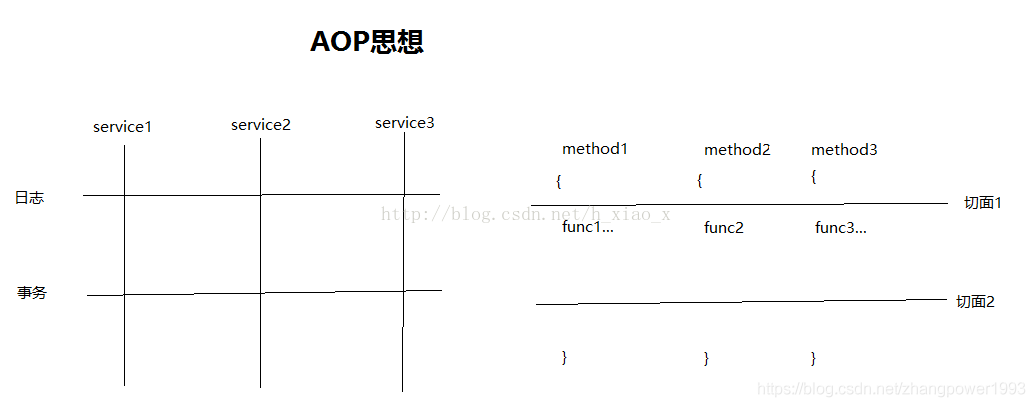 AOP思想
service1
service2
service3
日志
事务
method1
method2
method3
{
{
{
切面1
func1...
func2
func3...
切面2
}
}
}
http://blog.csdn.net/h_xiao_x
https://blog.csdn.net/zhangpower1993